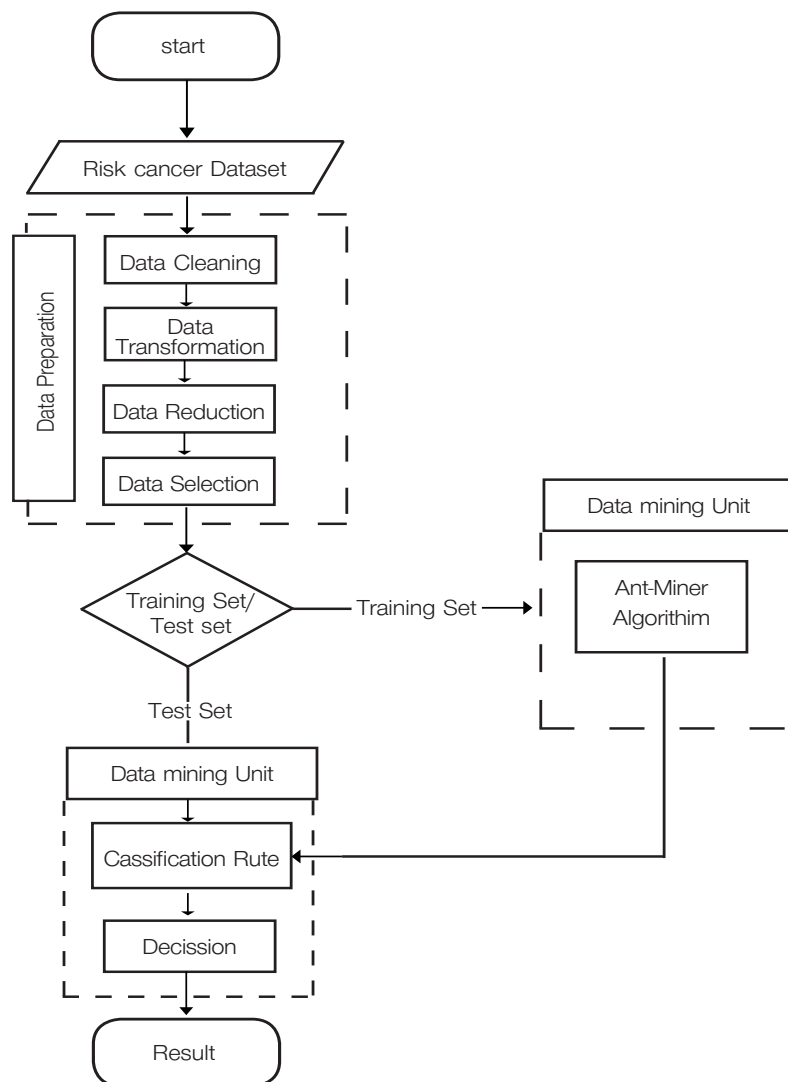 start
Risk cancer Dataset
Data Preparation
Data Cleaning
Data
Transformation
Data Reduction
Data Selection
Training Set/
Test set
Training Set
Data mining Unit
Ant-Miner
Algorithim
Test Set
Data mining Unit
Cassification Rute
Decission
Result